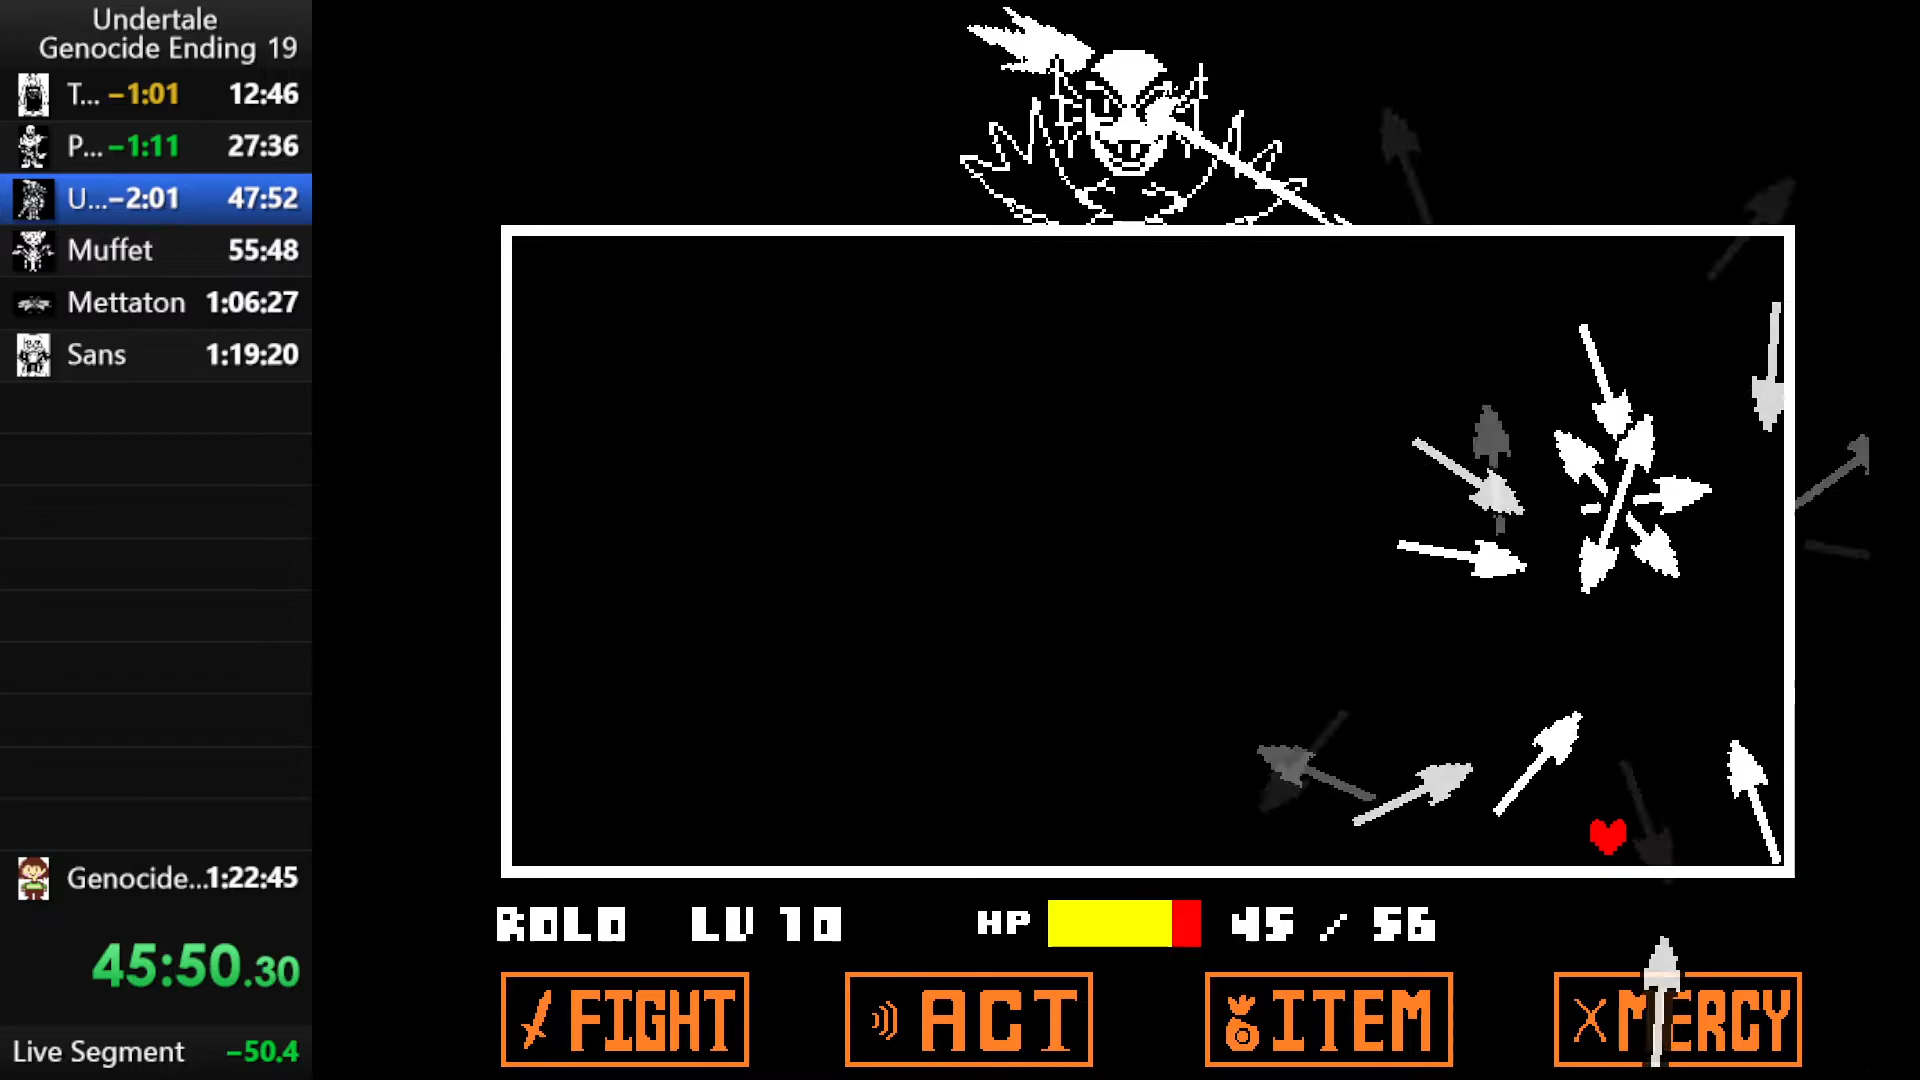 Undertale
Genocide Ending 19
T... −1:01 12:46
P... −1:11 27:36
U...−2:01 47:52
Muffet 55:48
Mettaton 1:06:27
Sans 1:19:20
Genocide...1:22:45
45:50.30
Live Segment −50.4
ROLO LV 10 HP 45 / 56
FIGHT ACT ITEM MERCY